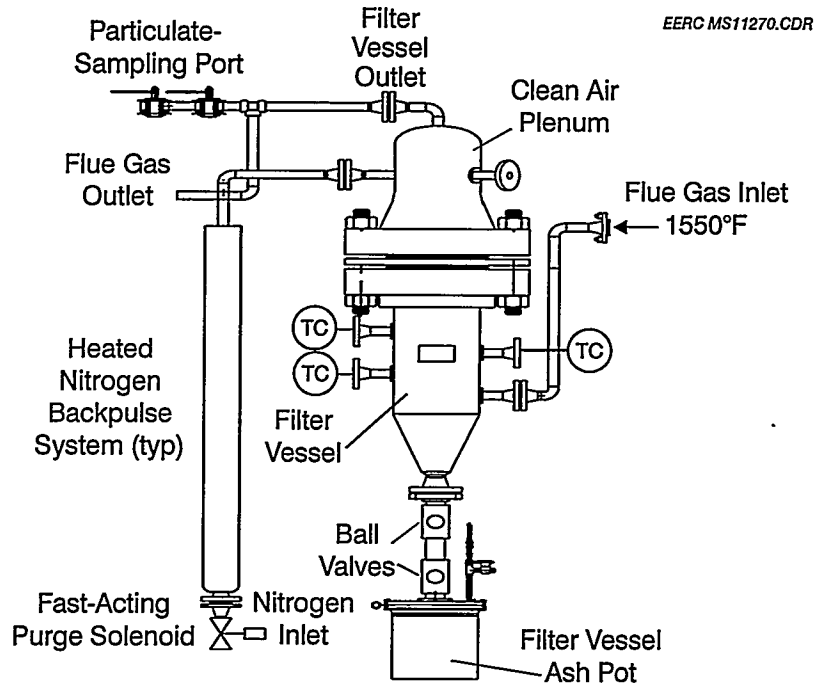 EERC MS11270.CDR
Particulate-
Sampling Port
Filter
Vessel
Outlet
Clean Air
Plenum
Flue Gas
Outlet
Flue Gas Inlet
1550°F
TC
TC
TC
Heated
Nitrogen
Backpulse
System (typ)
Filter
Vessel
Ball
Valves
Fast-Acting
Purge Solenoid
Nitrogen
Inlet
Filter Vessel
Ash Pot